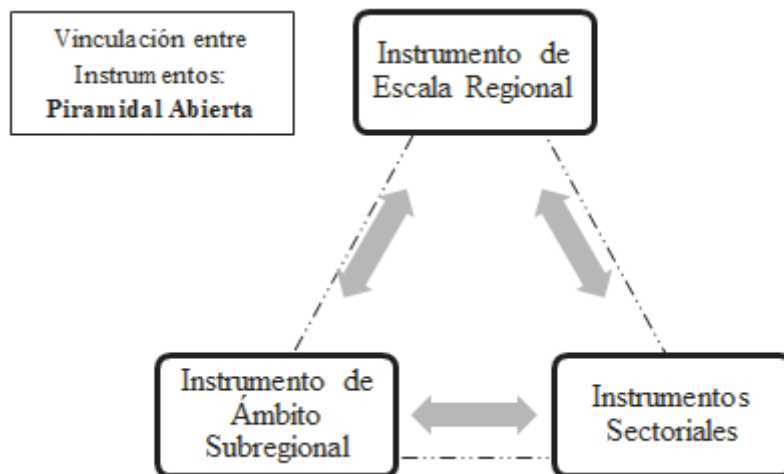 Vinculación entre
Instrumentos:
Piramidal Abierta
Instrumento de
Escala Regional
Instrumento de
Ámbito
Subregional
Instrumentos
Sectoriales